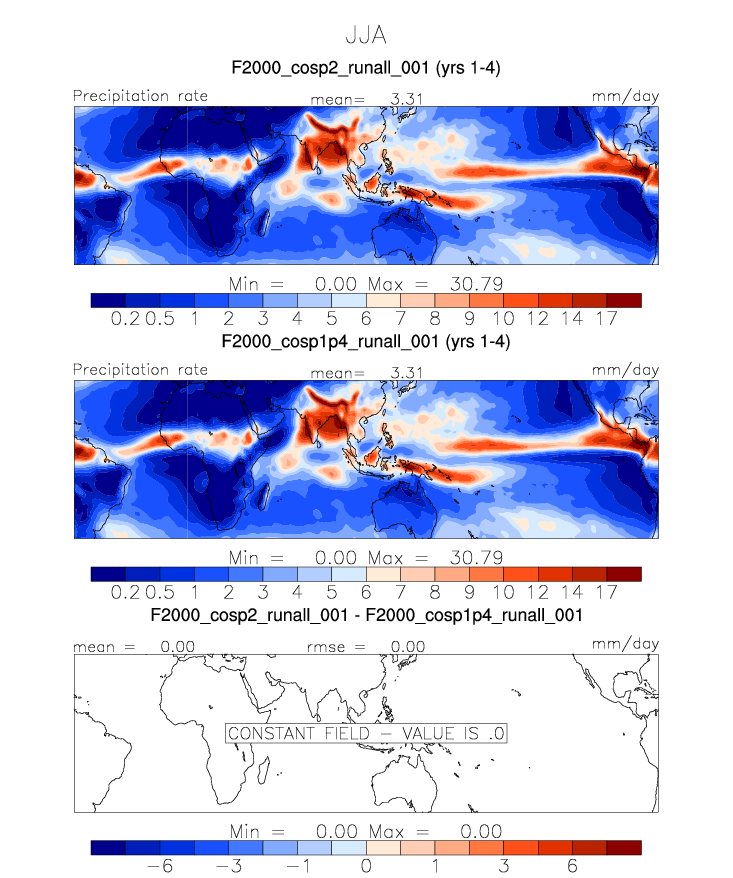 JJA
F2000_cosp2_runall_001 (yrs 1-4)
Precipitation rate mean= 3.31 mm/day
Min = 0.00 Max = 30.79
0.2 0.5 1 2 3 4 5 6 7 8 9 10 12 14 17
F2000_cosp1p4_runall_001 (yrs 1-4)
Precipitation rate mean= 3.31 mm/day
Min = 0.00 Max = 30.79
0.2 0.5 1 2 3 4 5 6 7 8 9 10 12 14 17
F2000_cosp2_runall_001 - F2000_cosp1p4_runall_001
mean = 0.00 rmse = 0.00 mm/day
CONSTANT FIELD - VALUE IS .0
Min = 0.00 Max = 0.00
-6 -3 -1 0 1 3 6